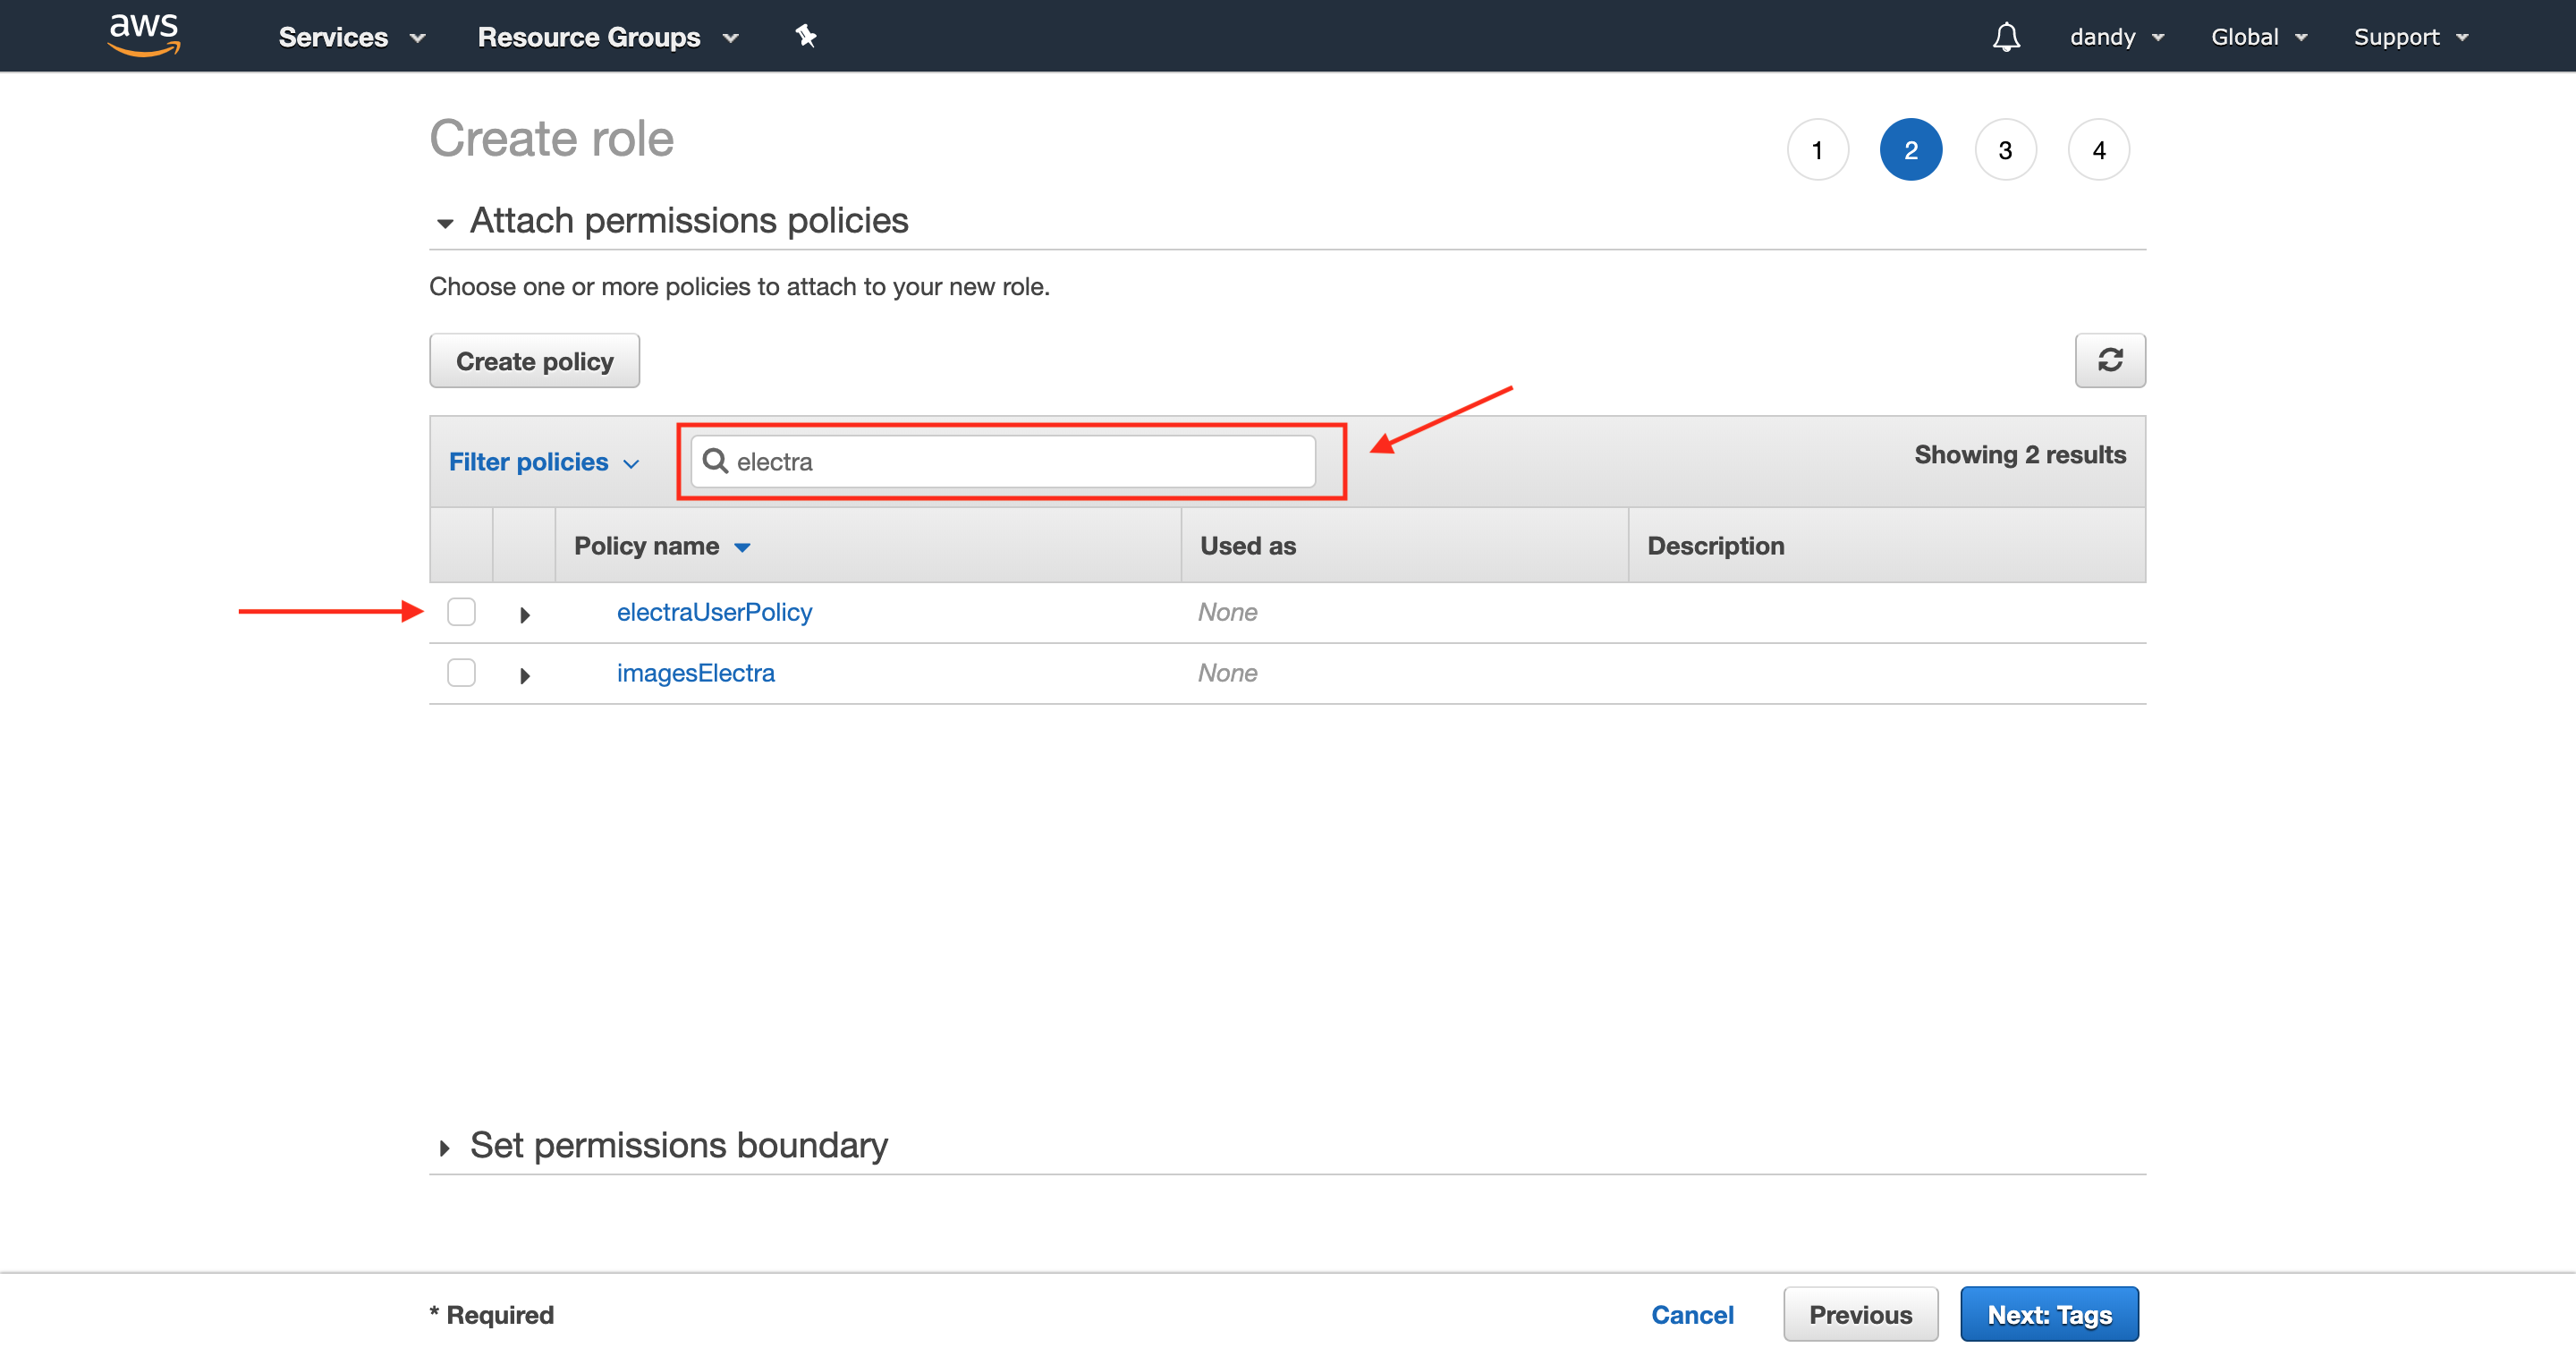 aws Services Resource Groups dandy Global Support
Create role 1 2 3 4
Attach permissions policies
Choose one or more policies to attach to your new role.
Create policy
Filter policies electra Showing 2 results
Policy name Used as Description
electraUserPolicy None
imagesElectra None
Set permissions boundary
* Required Cancel Previous Next: Tags